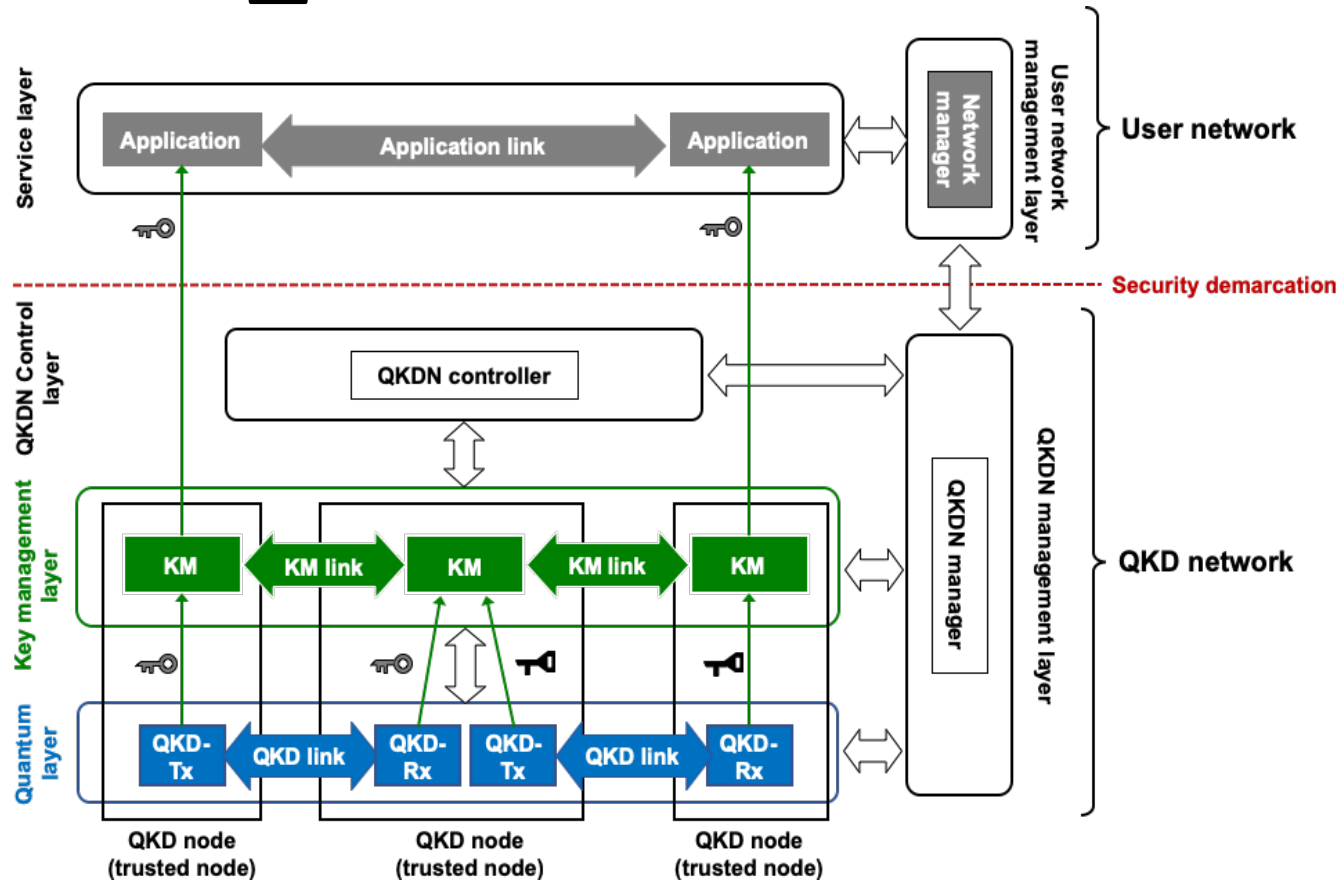 Service layer
Application
Application link
Application
Network
manager
User network
management layer
User network
Security demarcation
QKDN Control
layer
QKDN controller
Key management
layer
KM
KM link
KM
KM link
KM
QKDN manager
QKDN management layer
QKD network
Quantum
layer
QKD-
Tx
QKD link
QKD-
Rx
QKD-
Tx
QKD link
QKD-
Rx
QKD node
(trusted node)
QKD node
(trusted node)
QKD node
(trusted node)